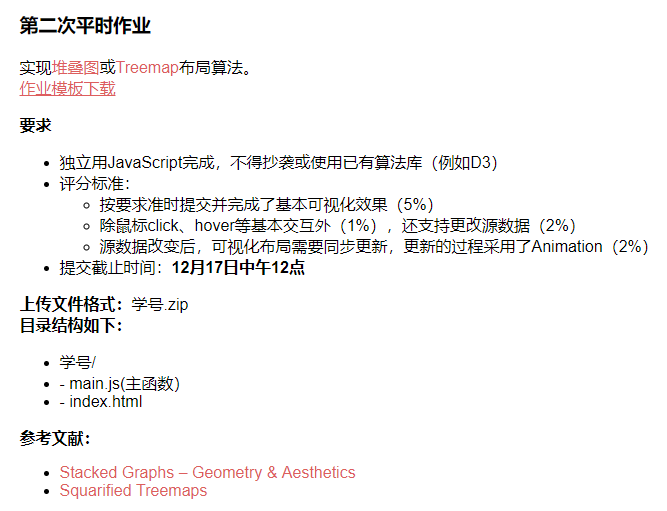 第二次平时作业
实现堆叠图或Treemap布局算法。
作业模板下载
要求
独立用JavaScript完成，不得抄袭或使用已有算法库（例如D3）
评分标准：
按要求准时提交并完成了基本可视化效果（5%）
除鼠标click、hover等基本交互外（1%），还支持更改源数据（2%）
源数据改变后，可视化布局需要同步更新，更新的过程采用了Animation（2%）
提交截止时间：12月17日中午12点
上传文件格式：学号.zip
目录结构如下：
学号/
- main.js(主函数）
- index.html
参考文献：
Stacked Graphs – Geometry & Aesthetics
Squarified Treemaps